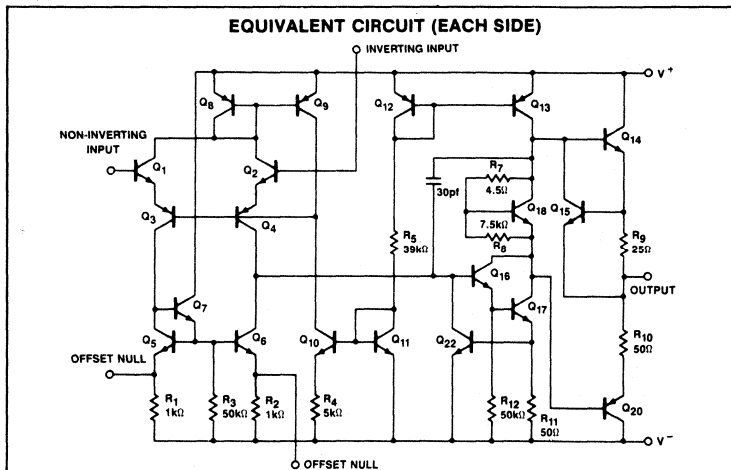 EQUIVALENT CIRCUIT (EACH SIDE)
INVERTING INPUT
V+
Q8
Q9
Q12
Q13
NON-INVERTING
INPUT
Q14
Q1
Q2
R7
4.5Ω
30pf
Q3
Q4
Q18
Q15
7.5kΩ
R8
R5
39kΩ
R9
25Ω
Q16
OUTPUT
Q7
Q17
Q5
Q6
Q10
Q11
Q22
R10
50Ω
OFFSET NULL
R1
1kΩ
R3
50kΩ
R2
1kΩ
R4
5kΩ
R12
50kΩ
R11
50Ω
Q20
V−
OFFSET NULL